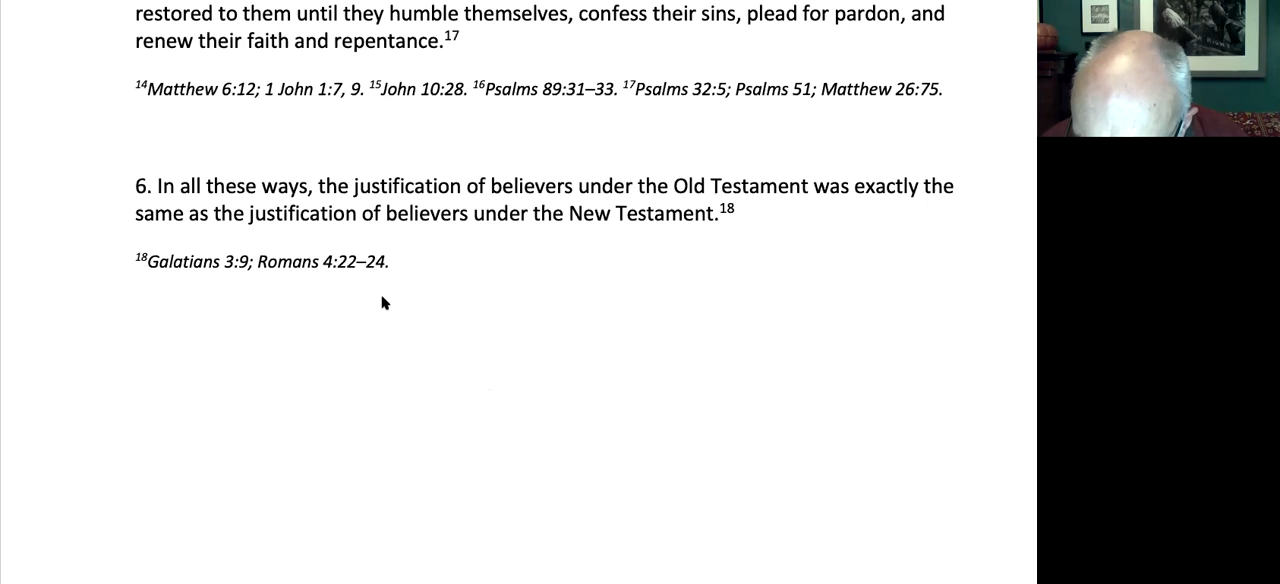 restored to them until they humble themselves, confess their sins, plead for pardon, and
renew their faith and repentance.17
14Matthew 6:12; 1 John 1:7, 9. 15John 10:28. 16Psalms 89:31–33. 17Psalms 32:5; Psalms 51; Matthew 26:75.
6. In all these ways, the justification of believers under the Old Testament was exactly the
same as the justification of believers under the New Testament.18
18Galatians 3:9; Romans 4:22–24.